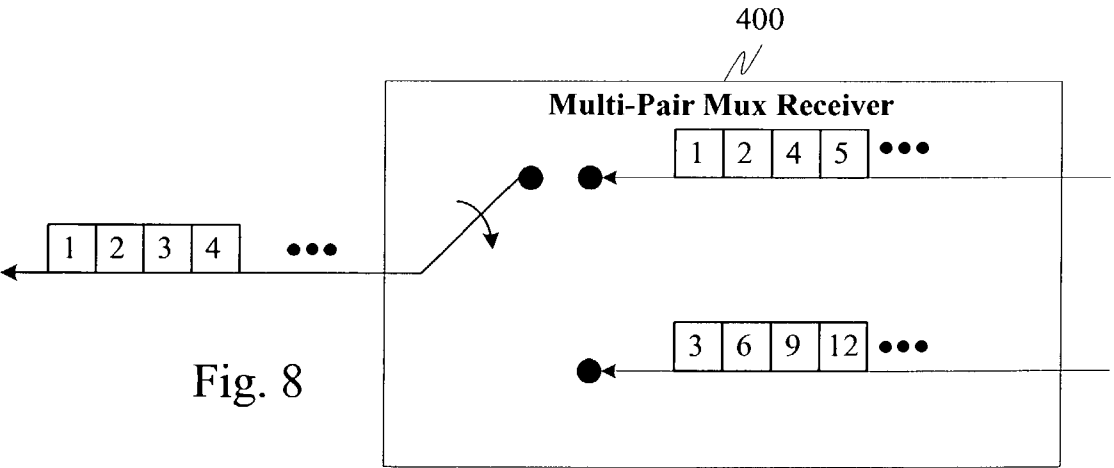 400
Multi-Pair Mux Receiver
1 2 4 5 •••
1 2 3 4 •••
3 6 9 12 •••
Fig. 8